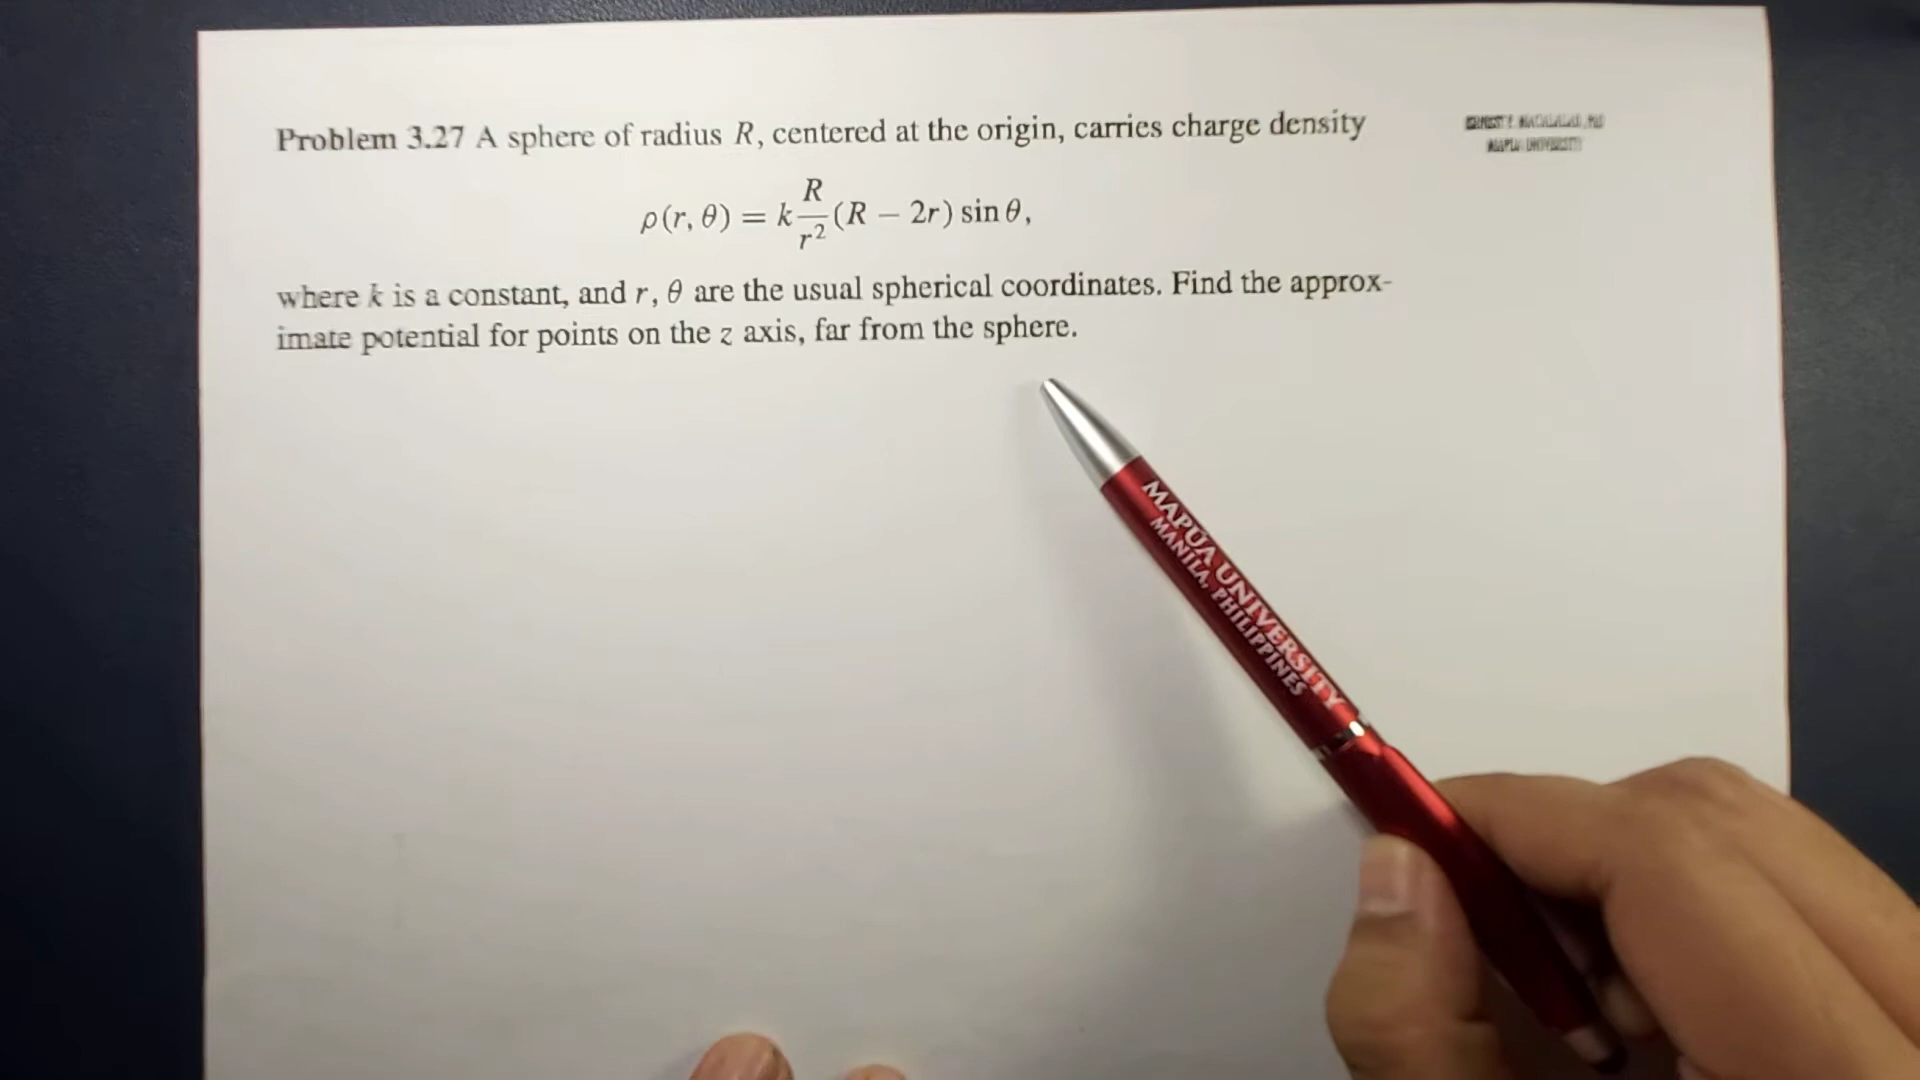 Problem 3.27 A sphere of radius R, centered at the origin, carries charge density
ρ(r, θ) = k R/r² (R − 2r) sin θ,
where k is a constant, and r, θ are the usual spherical coordinates. Find the approx-
imate potential for points on the z axis, far from the sphere.
MAPÚA UNIVERSITY
MANILA, PHILIPPINES